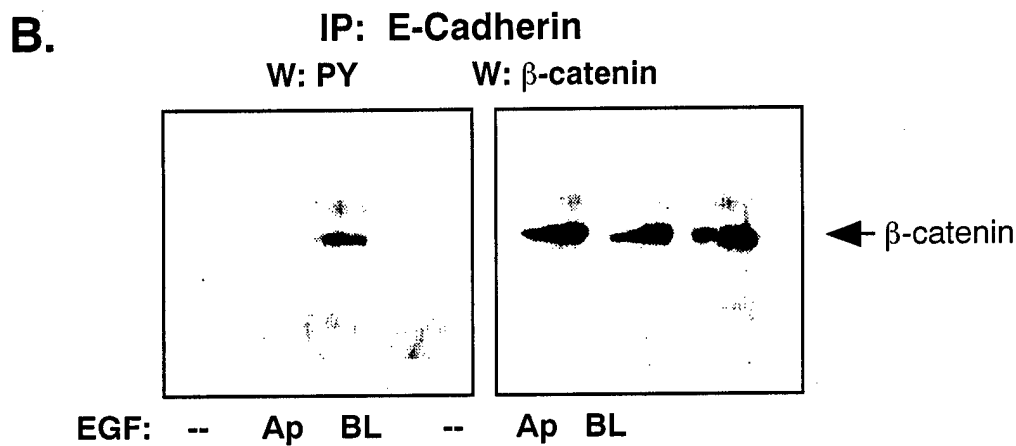 B.
IP: E-Cadherin
W: PY W: β-catenin
β-catenin
EGF: -- Ap BL -- Ap BL